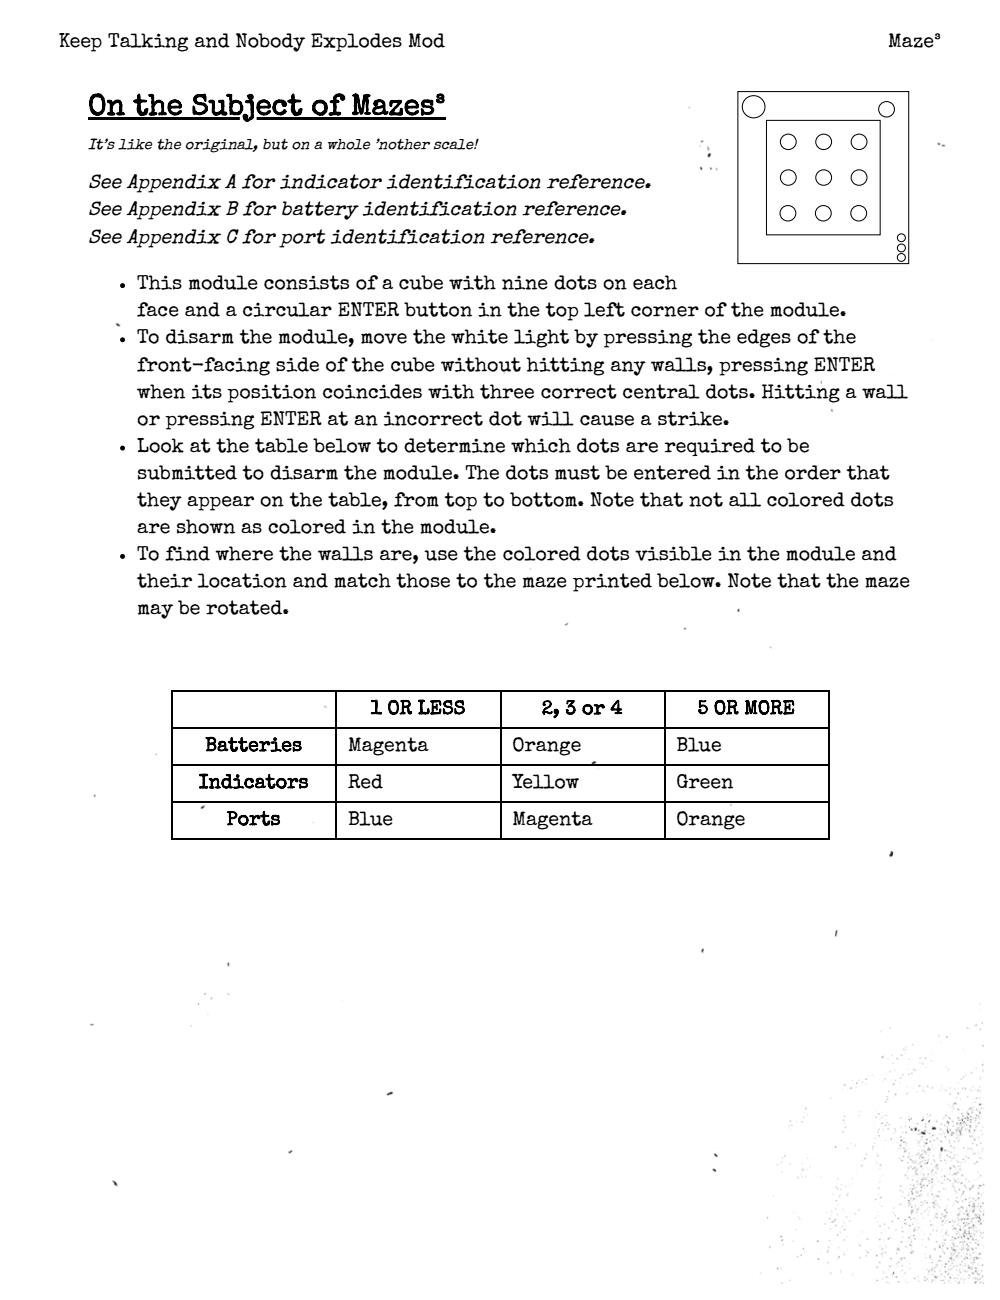 Keep Talking and Nobody Explodes Mod Maze³
On the Subject of Mazes³
It’s like the original, but on a whole ’nother scale!
See Appendix A for indicator identification reference.
See Appendix B for battery identification reference.
See Appendix C for port identification reference.
• This module consists of a cube with nine dots on each
face and a circular ENTER button in the top left corner of the module.
• To disarm the module, move the white light by pressing the edges of the
front-facing side of the cube without hitting any walls, pressing ENTER
when its position coincides with three correct central dots. Hitting a wall
or pressing ENTER at an incorrect dot will cause a strike.
• Look at the table below to determine which dots are required to be
submitted to disarm the module. The dots must be entered in the order that
they appear on the table, from top to bottom. Note that not all colored dots
are shown as colored in the module.
• To find where the walls are, use the colored dots visible in the module and
their location and match those to the maze printed below. Note that the maze
may be rotated.
1 OR LESS 2, 3 or 4 5 OR MORE
Batteries Magenta Orange Blue
Indicators Red Yellow Green
Ports Blue Magenta Orange